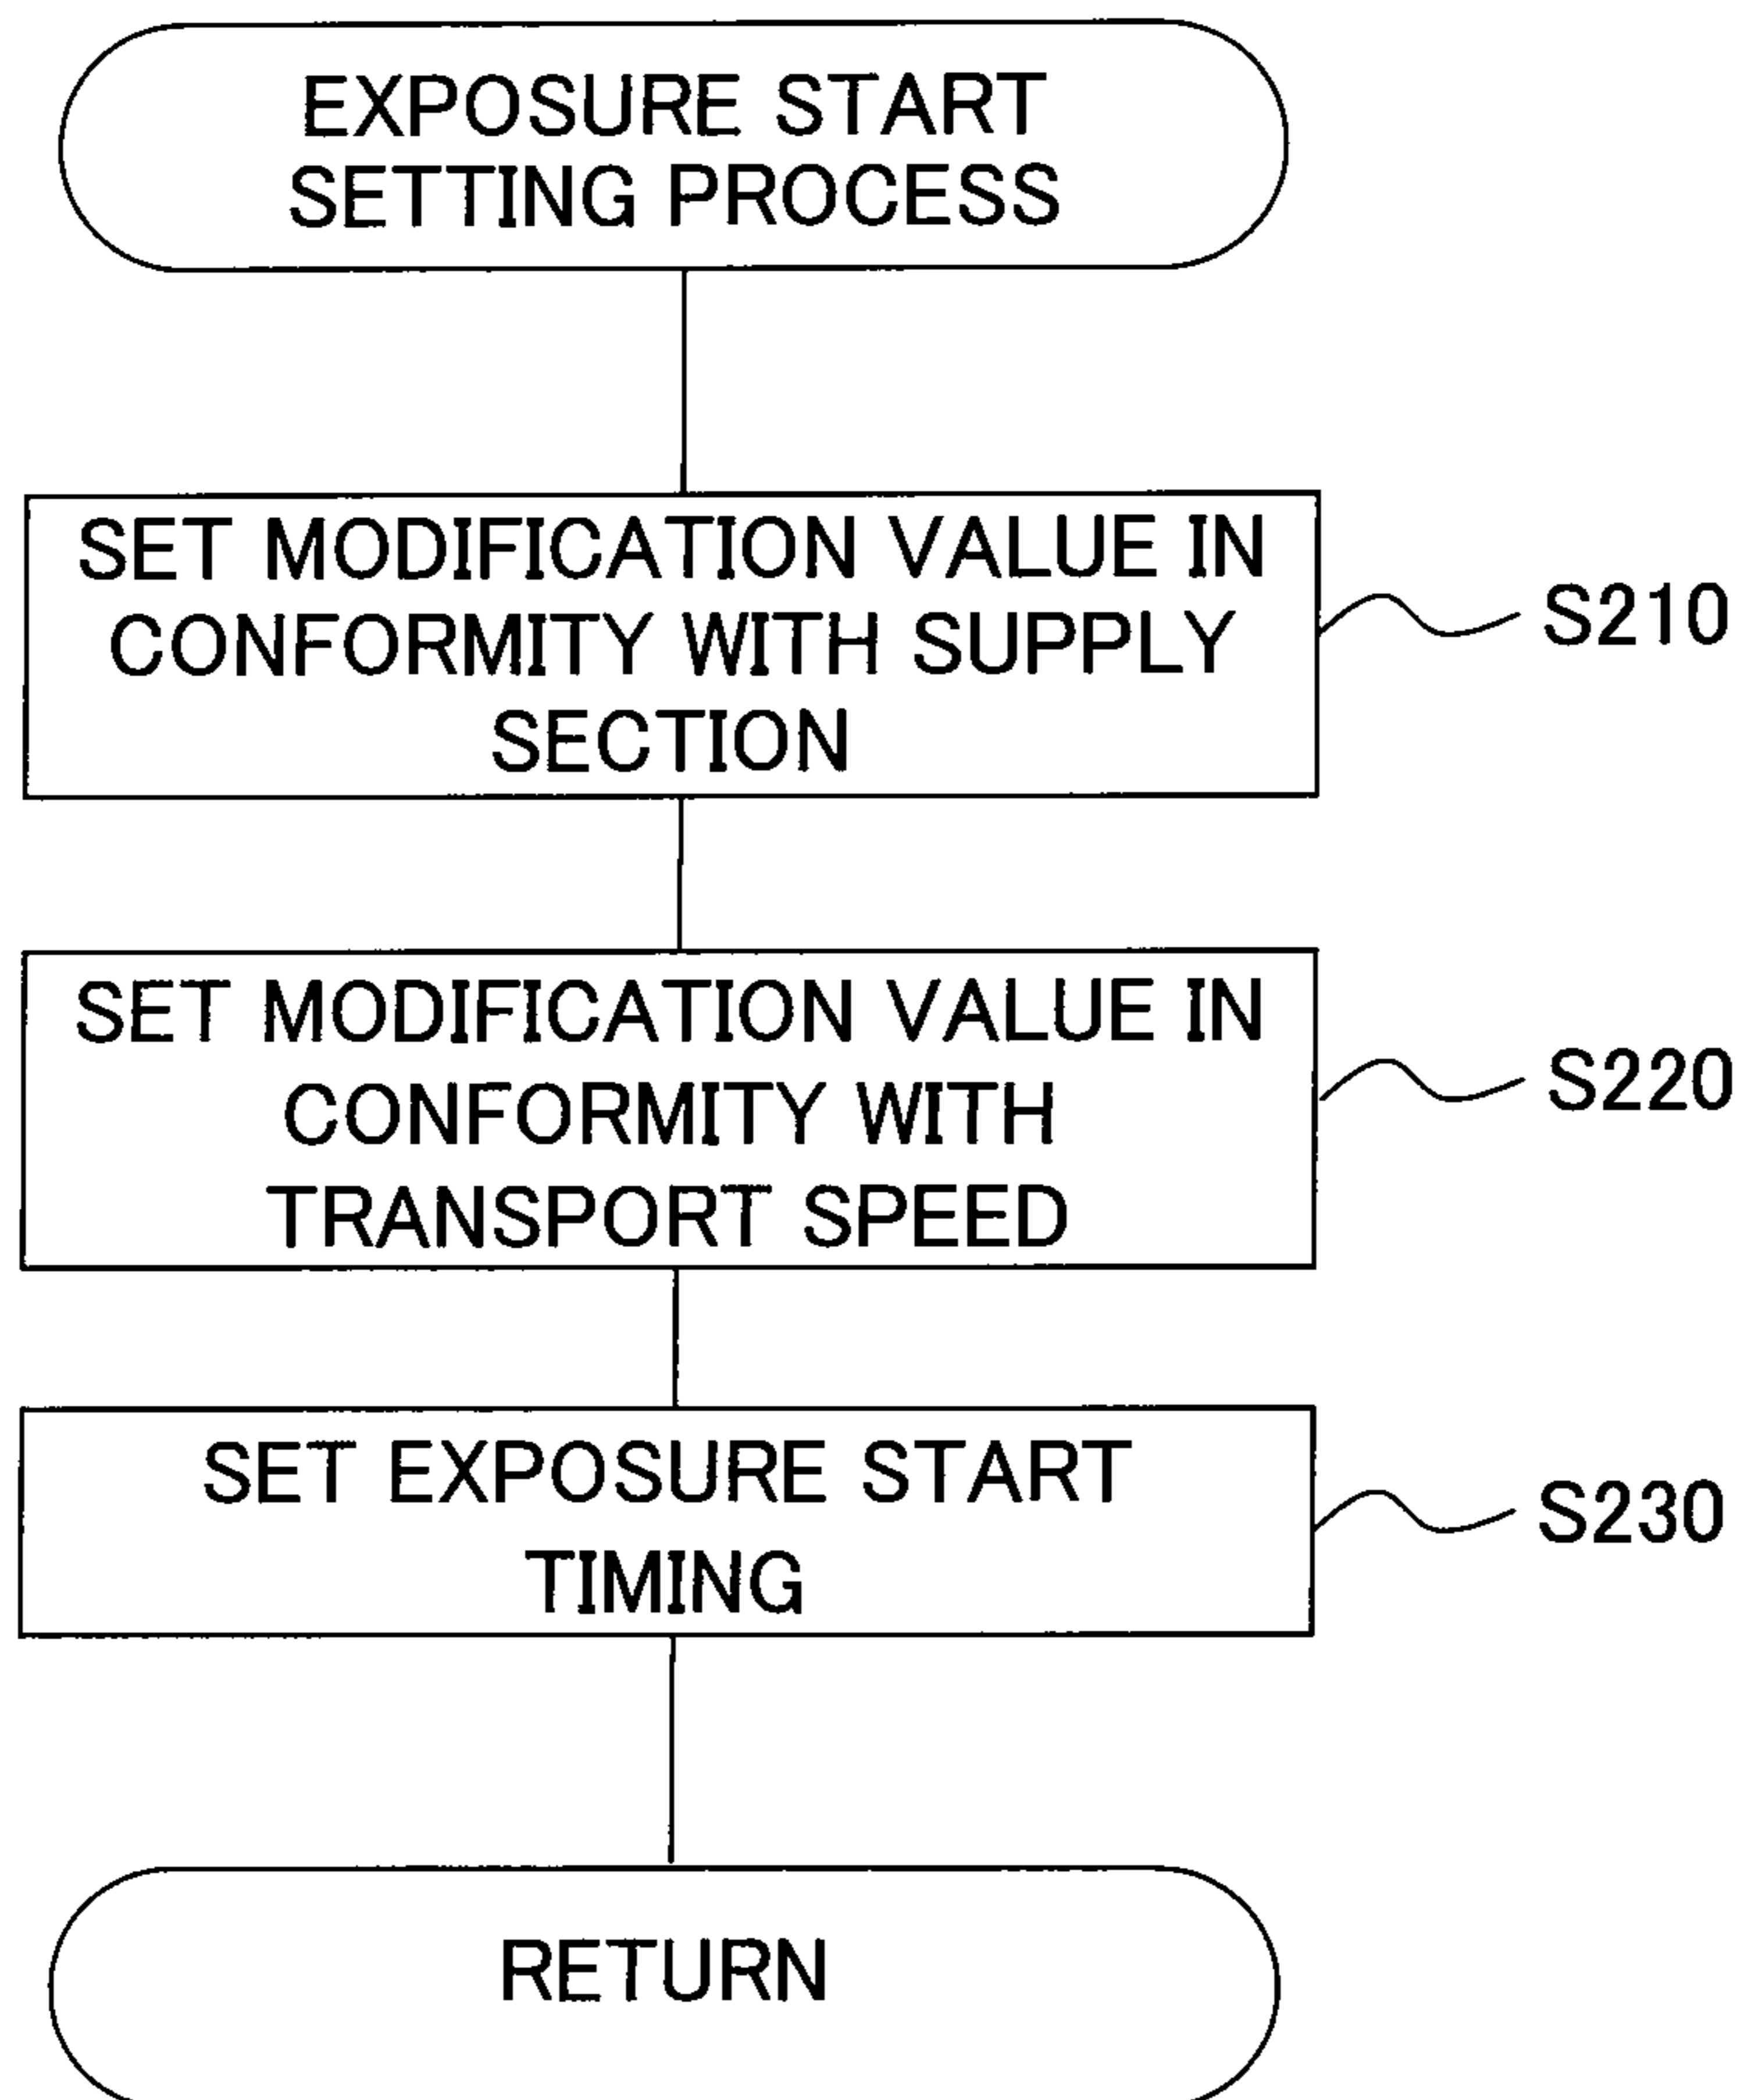 EXPOSURE START
SETTING PROCESS
SET MODIFICATION VALUE IN
CONFORMITY WITH SUPPLY
SECTION
S210
SET MODIFICATION VALUE IN
CONFORMITY WITH
TRANSPORT SPEED
S220
SET EXPOSURE START
TIMING
S230
RETURN